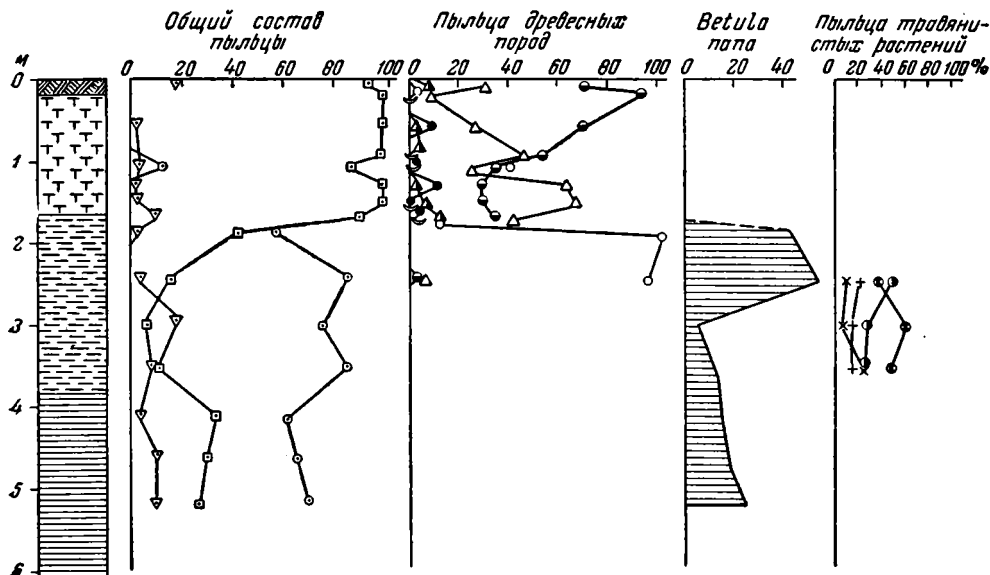 Общий состав
пыльцы
Пыльца древесных
пород
Betula
nana
Пыльца травяни-
стых растений
м
0 20 40 60 80 100
0 20 40 60 80 100
0 20 40
20 40 60 80 100%
0
1
2
3
4
5
6